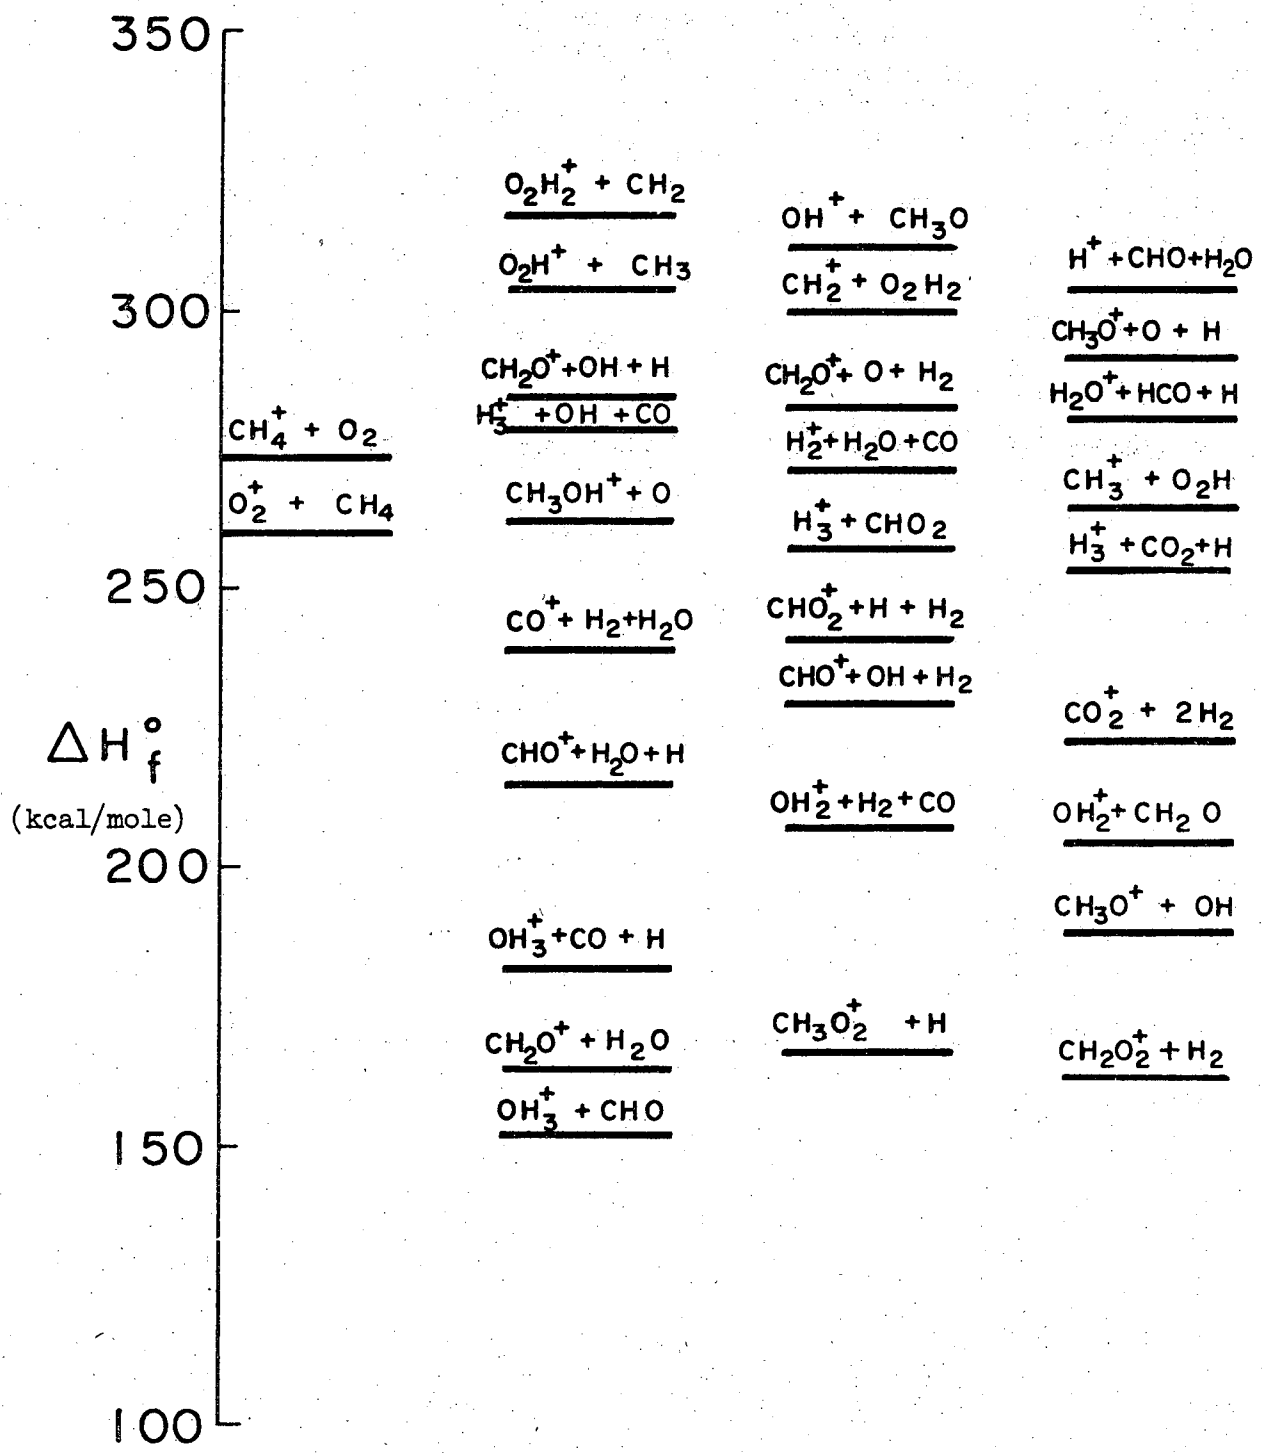 350
300
250
200
150
100
ΔH°f
(kcal/mole)
CH₄⁺ + O₂
O₂⁺ + CH₄
O₂H₂⁺ + CH₂
O₂H⁺ + CH₃
CH₂O⁺+OH + H
H₃⁺ +OH +CO
CH₃OH⁺ + O
CO⁺ + H₂+H₂O
CHO⁺+H₂O+H
OH₃⁺+CO + H
CH₂O⁺ + H₂O
OH₃⁺ + CHO
OH⁺ + CH₃O
CH₂⁺ + O₂H₂
CH₂O⁺+ O + H₂
H₂⁺+H₂O+CO
H₃⁺ + CHO₂
CHO₂⁺+H + H₂
CHO⁺+OH+H₂
OH₂⁺+H₂+CO
CH₃O₂⁺ +H
H⁺+CHO+H₂O
CH₃O⁺+O + H
H₂O⁺+HCO+H
CH₃⁺ + O₂H
H₃⁺+CO₂+H
CO₂⁺ + 2H₂
OH₂⁺+CH₂O
CH₃O⁺ + OH
CH₂O₂⁺+H₂